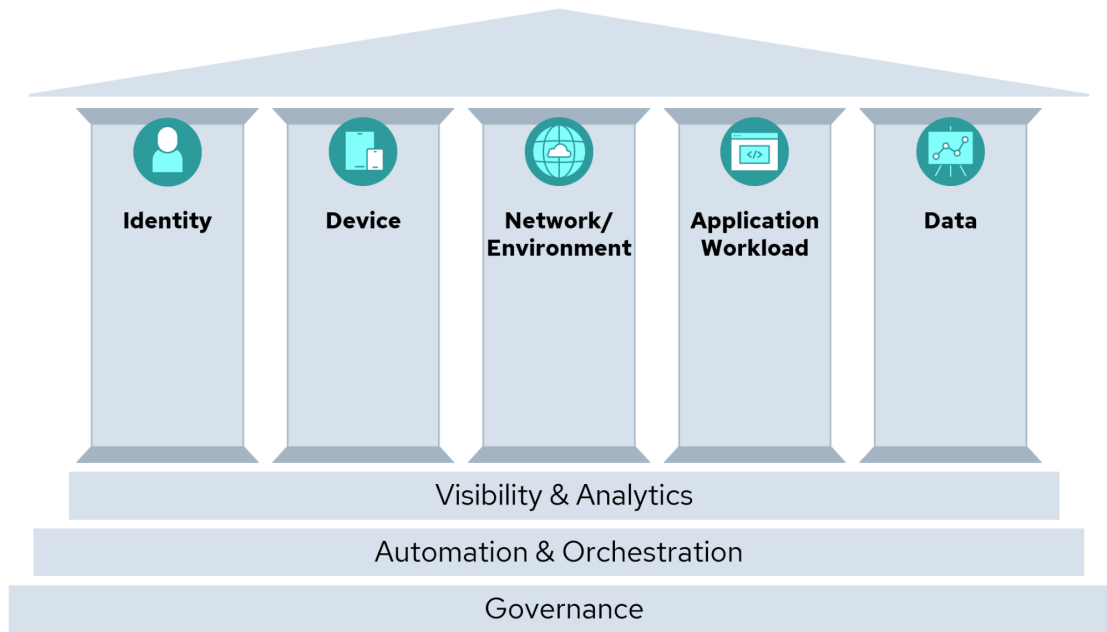 Identity
Device
Network/
Environment
Application
Workload
Data
</>
Visibility & Analytics
Automation & Orchestration
Governance